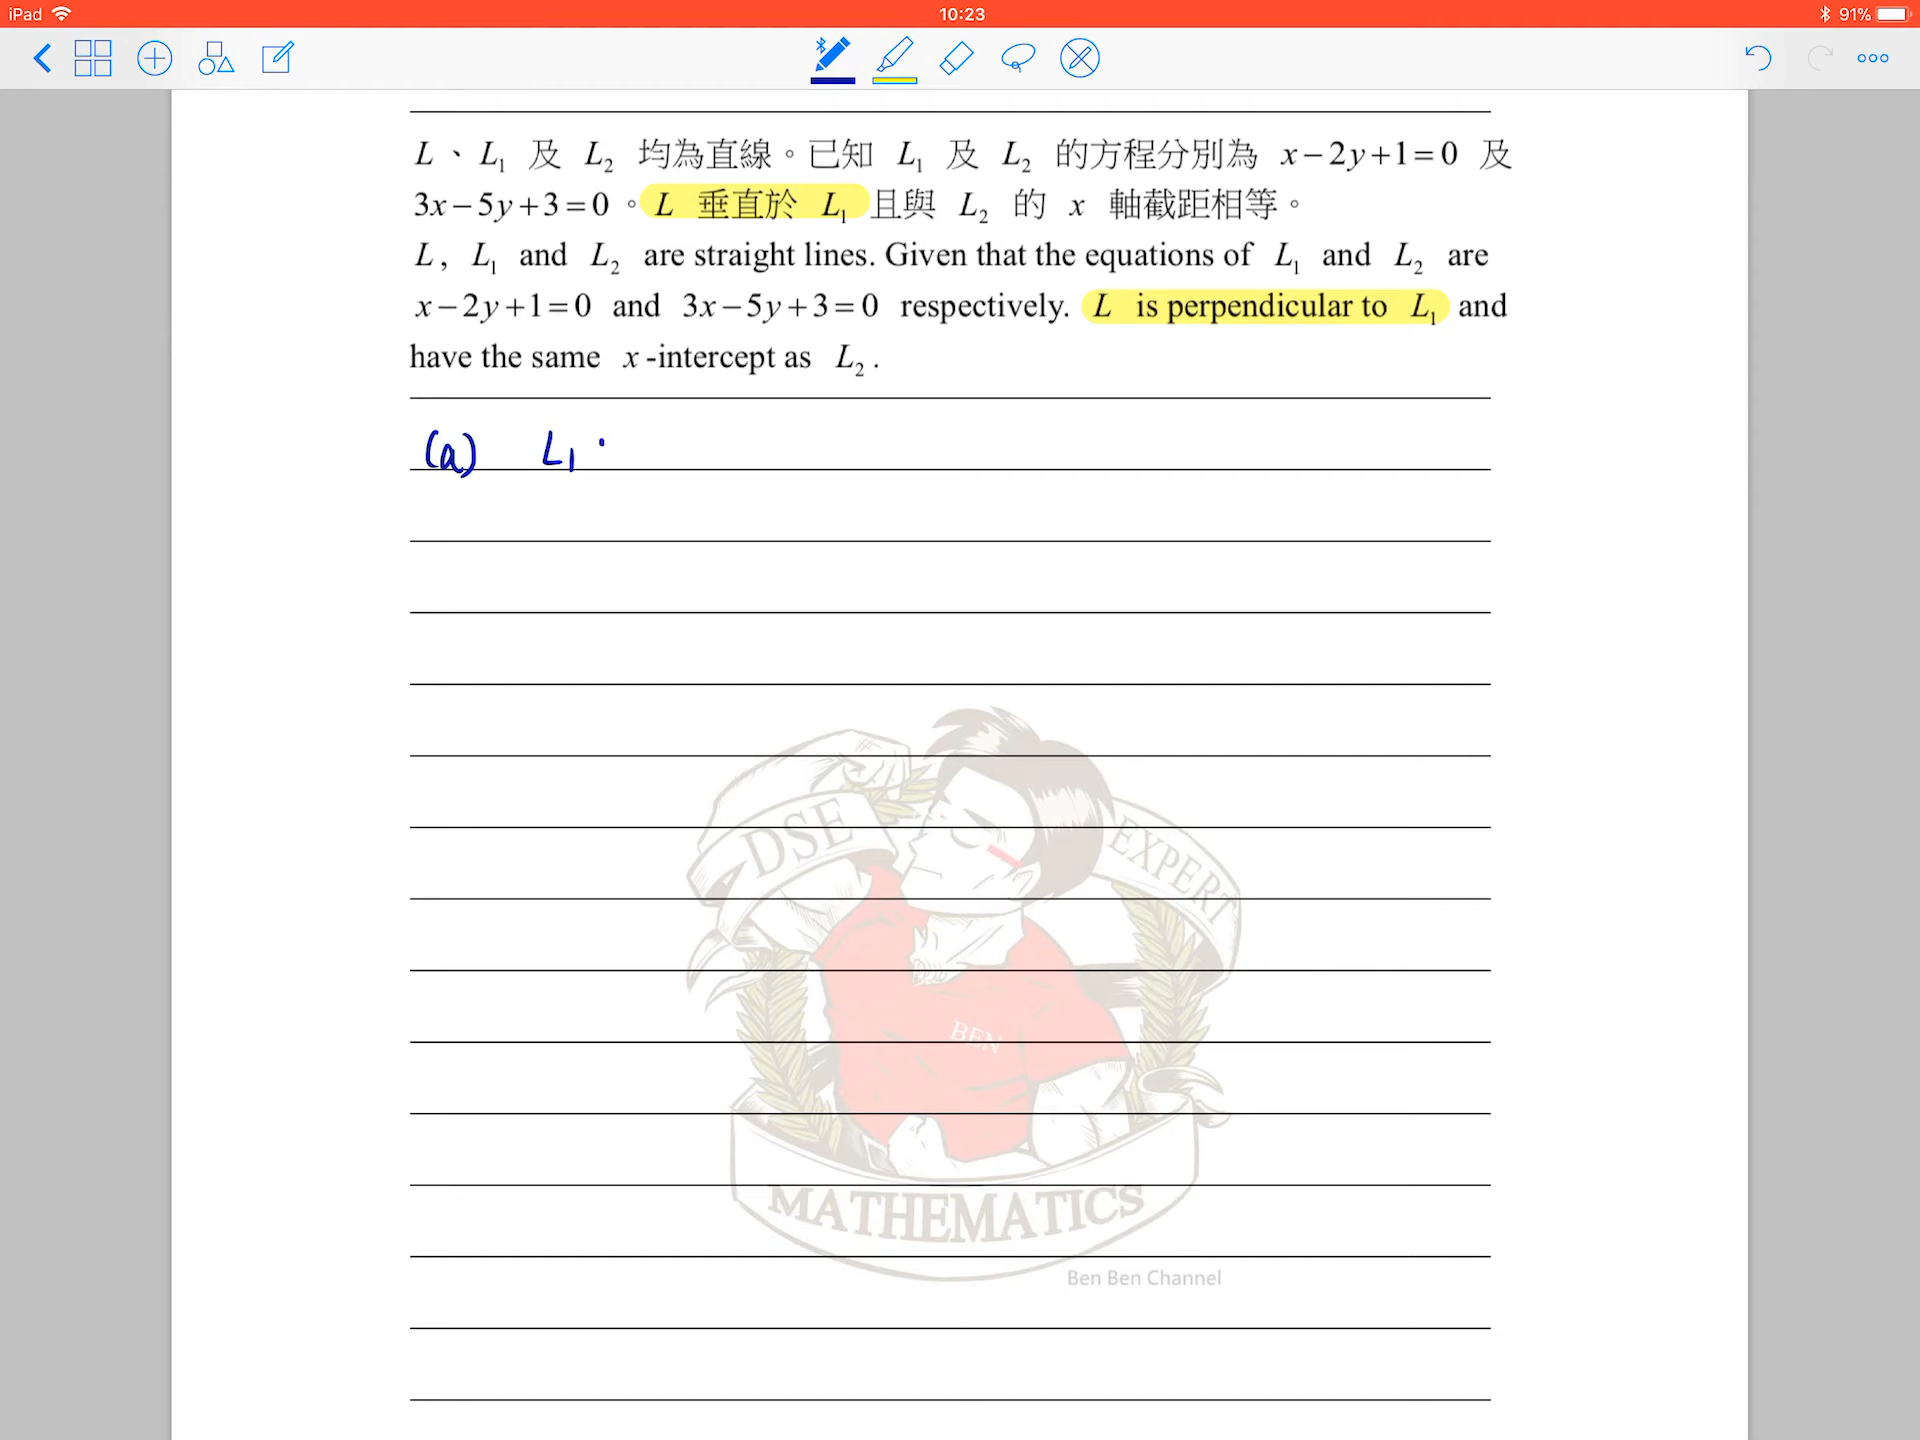 iPad 10:23 91%
L、L₁ 及 L₂ 均為直線。已知 L₁ 及 L₂ 的方程分別為 x−2y+1=0 及
3x−5y+3=0。L 垂直於 L₁ 且與 L₂ 的 x 軸截距相等。
L, L₁ and L₂ are straight lines. Given that the equations of L₁ and L₂ are
x−2y+1=0 and 3x−5y+3=0 respectively. L is perpendicular to L₁ and
have the same x-intercept as L₂.
(a) L₁ ·
DSE EXPERT
BEN
MATHEMATICS
Ben Ben Channel